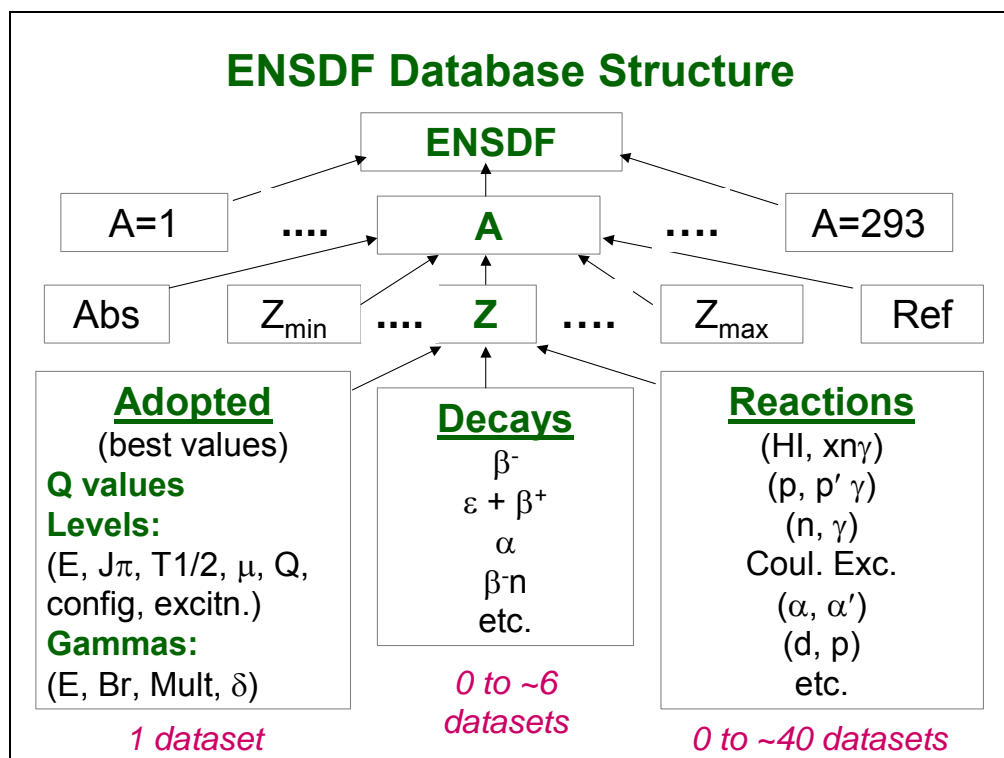 ENSDF Database Structure
ENSDF
A=1 .... A .... A=293
Abs Zmin .... Z .... Zmax Ref
Adopted
(best values)
Q values
Levels:
(E, Jπ, T1/2, μ, Q,
config, excitn.)
Gammas:
(E, Br, Mult, δ)
1 dataset
Decays
β-
ε + β+
α
β-n
etc.
0 to ~6
datasets
Reactions
(HI, xnγ)
(p, p′ γ)
(n, γ)
Coul. Exc.
(α, α′)
(d, p)
etc.
0 to ~40 datasets